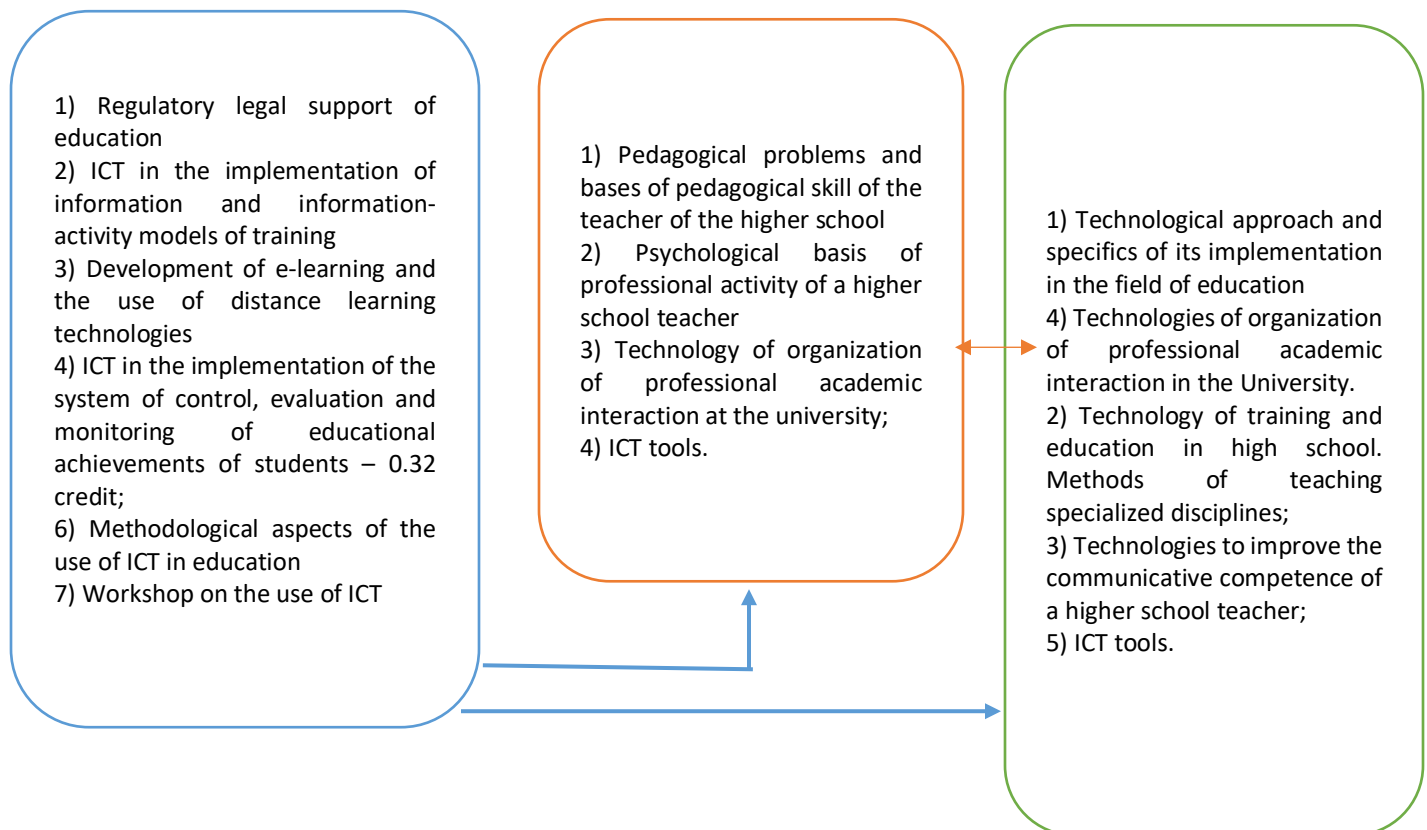 1) Regulatory legal support of
education
2) ICT in the implementation of
information and information-
activity models of training
3) Development of e-learning and
the use of distance learning
technologies
4) ICT in the implementation of the
system of control, evaluation and
monitoring of educational
achievements of students – 0.32
credit;
6) Methodological aspects of the
use of ICT in education
7) Workshop on the use of ICT
1) Pedagogical problems and
bases of pedagogical skill of the
teacher of the higher school
2) Psychological basis of
professional activity of a higher
school teacher
3) Technology of organization
of professional academic
interaction at the university;
4) ICT tools.
1) Technological approach and
specifics of its implementation
in the field of education
4) Technologies of organization
of professional academic
interaction in the University.
2) Technology of training and
education in high school.
Methods of teaching
specialized disciplines;
3) Technologies to improve the
communicative competence of
a higher school teacher;
5) ICT tools.